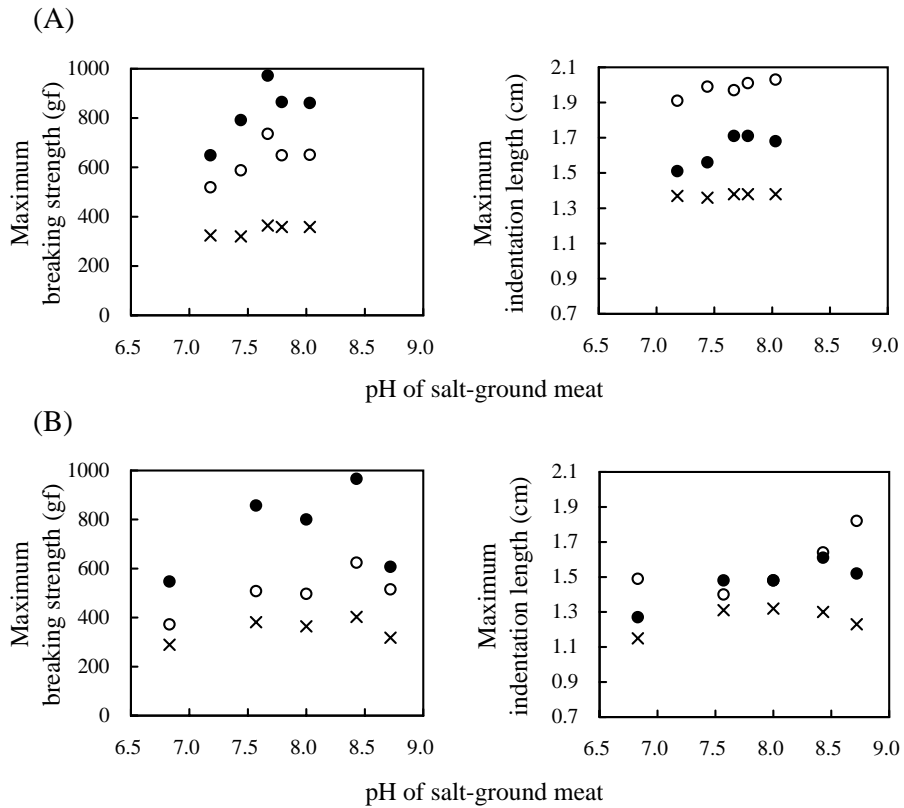 (A)
Maximum
breaking strength (gf)
1000
800
600
400
200
0
6.5 7.0 7.5 8.0 8.5 9.0
Maximum
indentation length (cm)
2.1
1.9
1.7
1.5
1.3
1.1
0.9
0.7
6.5 7.0 7.5 8.0 8.5 9.0
pH of salt-ground meat
(B)
Maximum
breaking strength (gf)
1000
800
600
400
200
0
6.5 7.0 7.5 8.0 8.5 9.0
Maximum
indentation length (cm)
2.1
1.9
1.7
1.5
1.3
1.1
0.9
0.7
6.5 7.0 7.5 8.0 8.5 9.0
pH of salt-ground meat